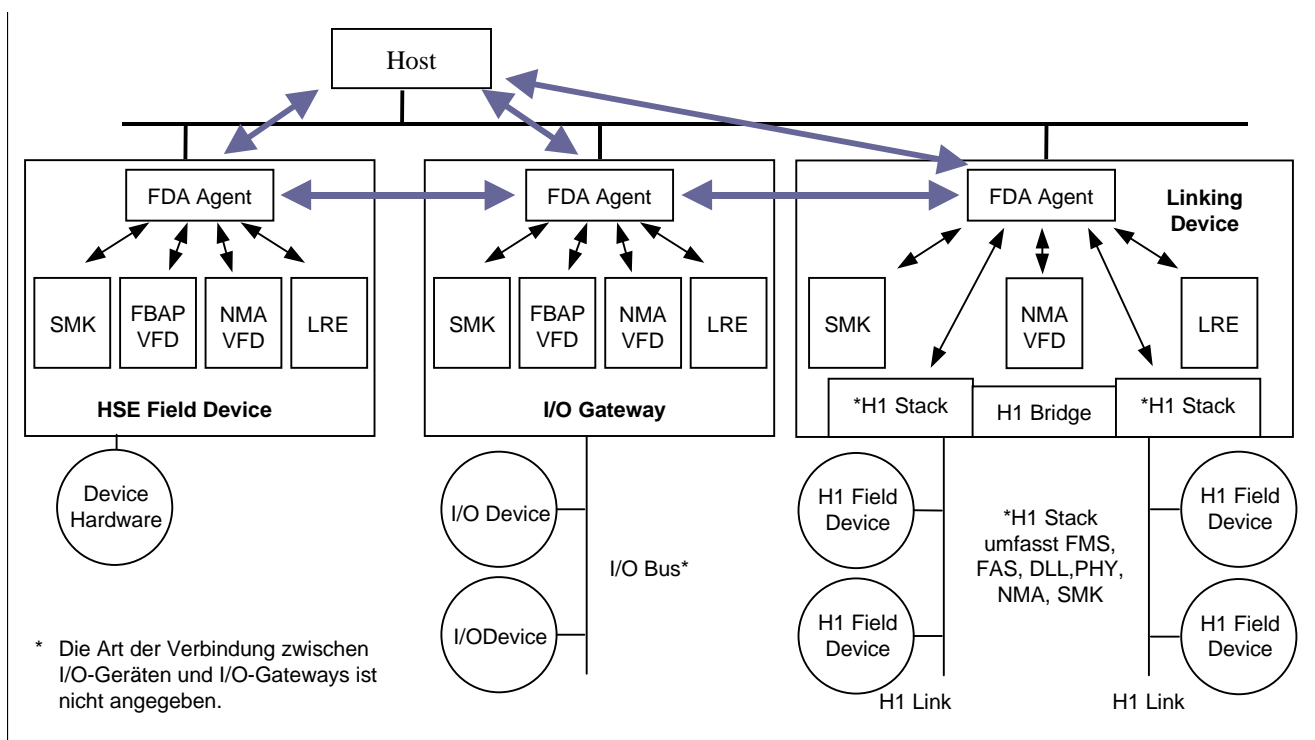 Host
FDA Agent
FDA Agent
FDA Agent
Linking
Device
SMK
FBAP
VFD
NMA
VFD
LRE
SMK
FBAP
VFD
NMA
VFD
LRE
SMK
NMA
VFD
LRE
HSE Field Device
I/O Gateway
*H1 Stack
H1 Bridge
*H1 Stack
Device
Hardware
I/O Device
I/O Bus*
I/ODevice
H1 Field
Device
H1 Field
Device
*H1 Stack
umfasst FMS,
FAS, DLL,PHY,
NMA, SMK
H1 Field
Device
H1 Field
Device
H1 Link
H1 Link
* Die Art der Verbindung zwischen
I/O-Geräten und I/O-Gateways ist
nicht angegeben.